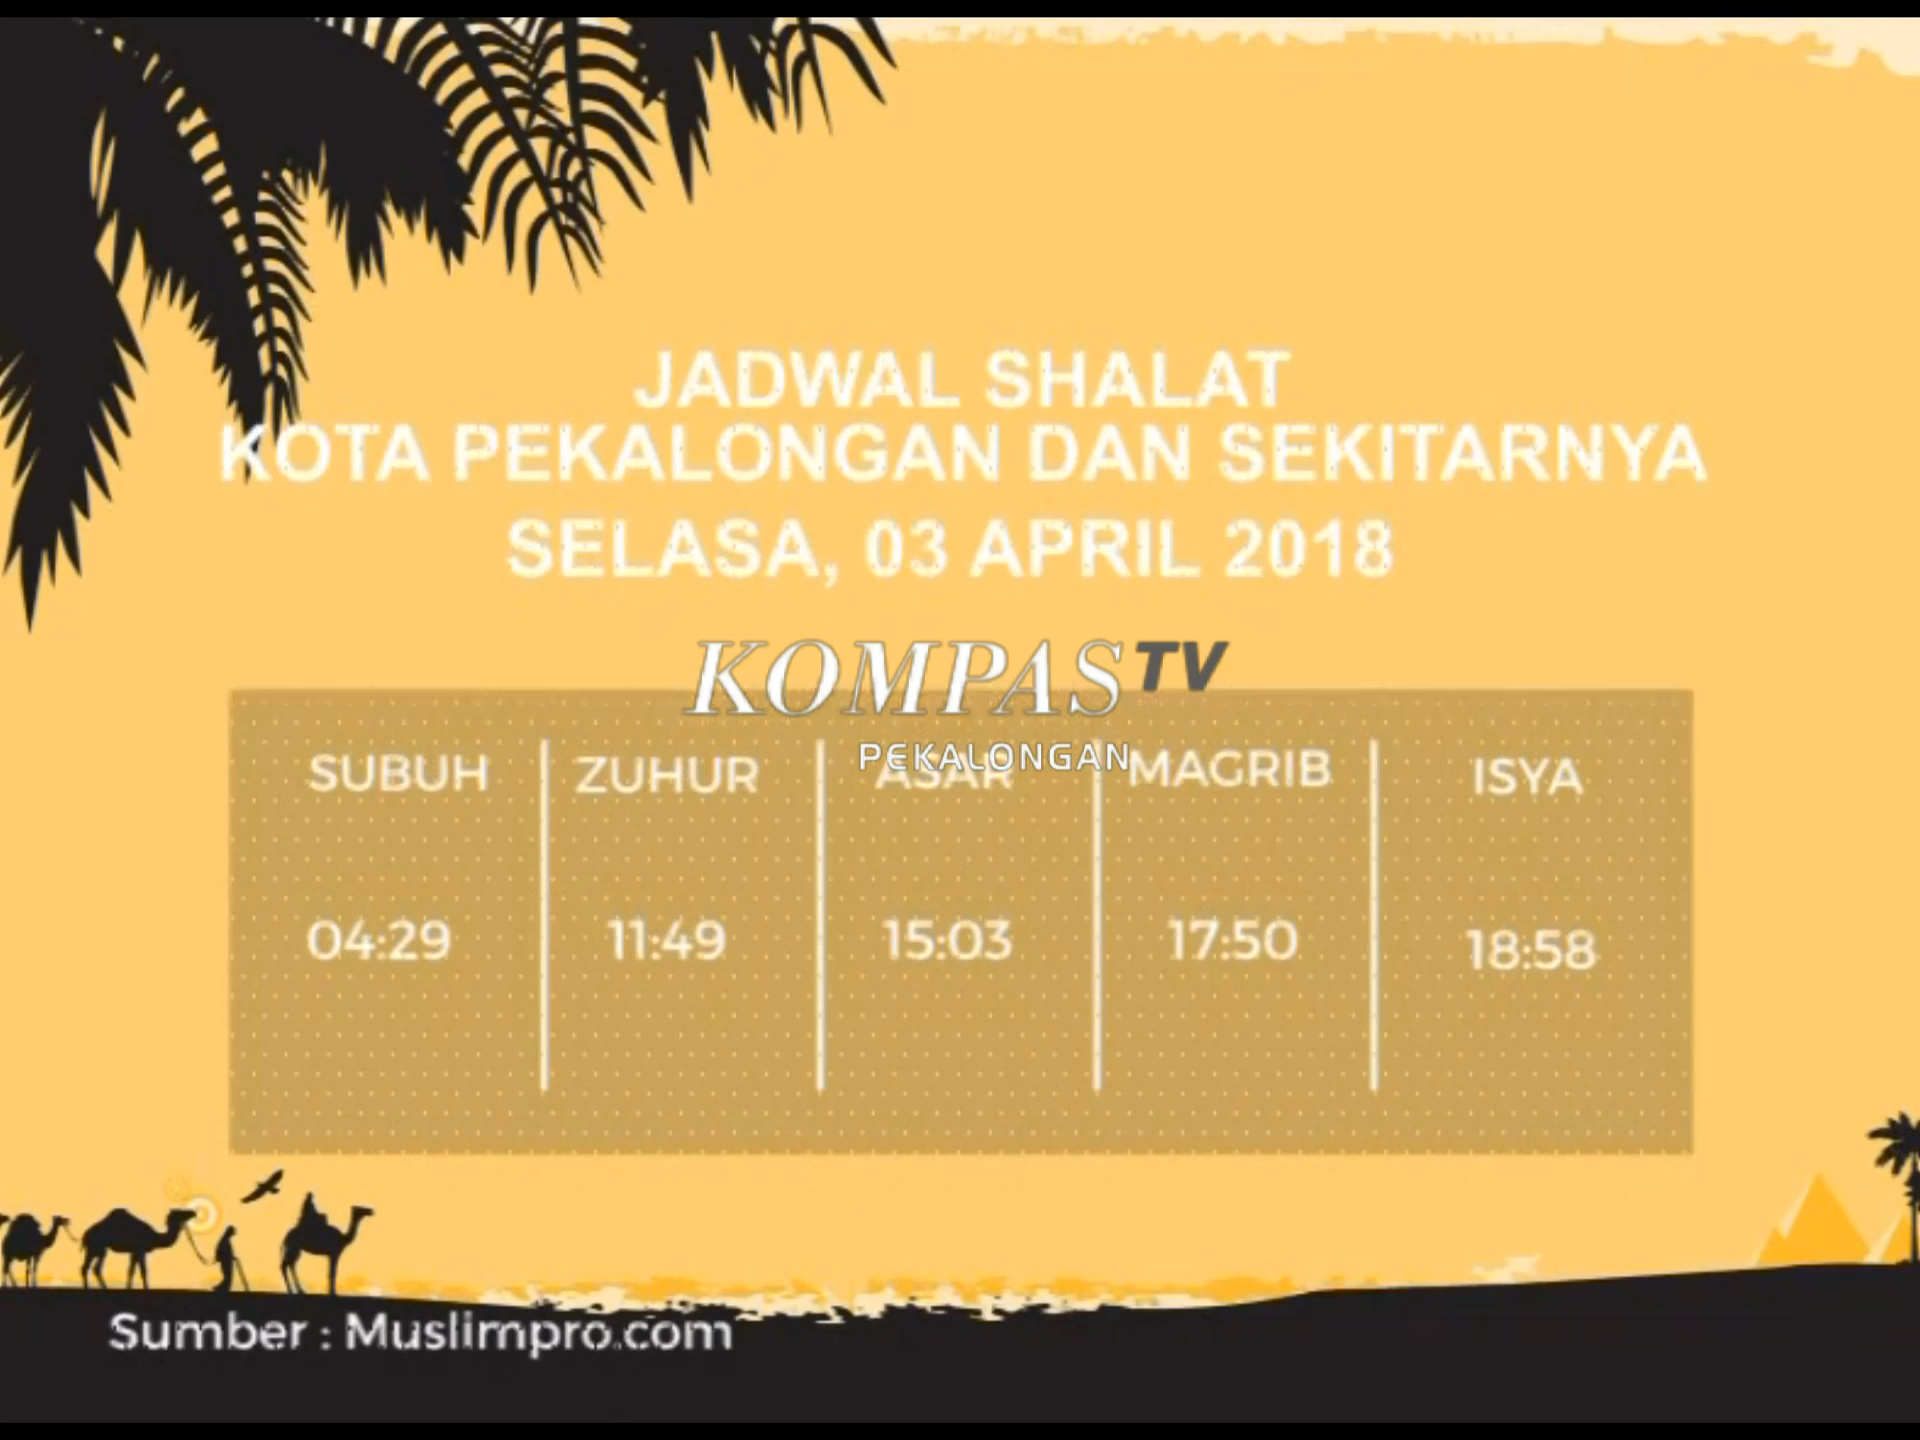 JADWAL SHALAT
KOTA PEKALONGAN DAN SEKITARNYA
SELASA, 03 APRIL 2018
KOMPAS TV
PEKALONGAN
SUBUH ZUHUR ASAR MAGRIB ISYA
04:29 11:49 15:03 17:50 18:58
Sumber : Muslimpro.com